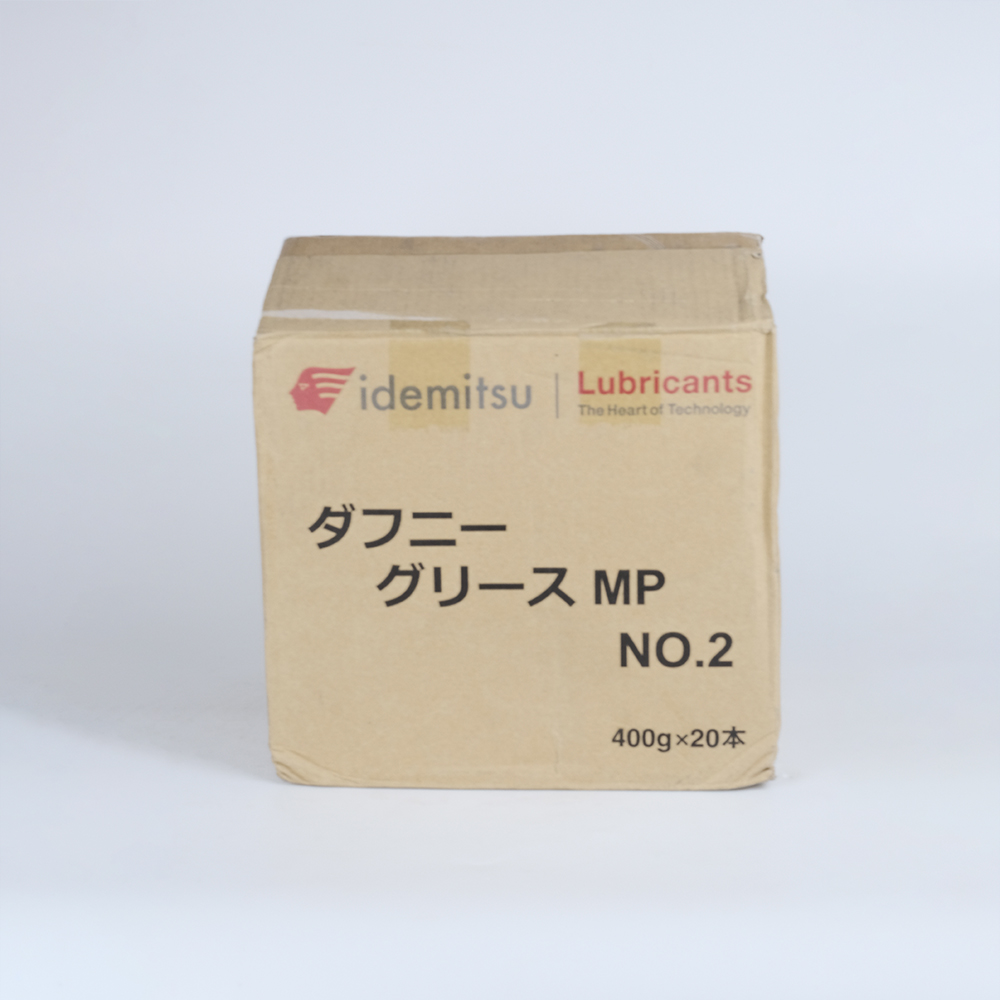 idemitsu | Lubricants
The Heart of Technology
ダフニー
グリース MP
NO.2
400g×20本